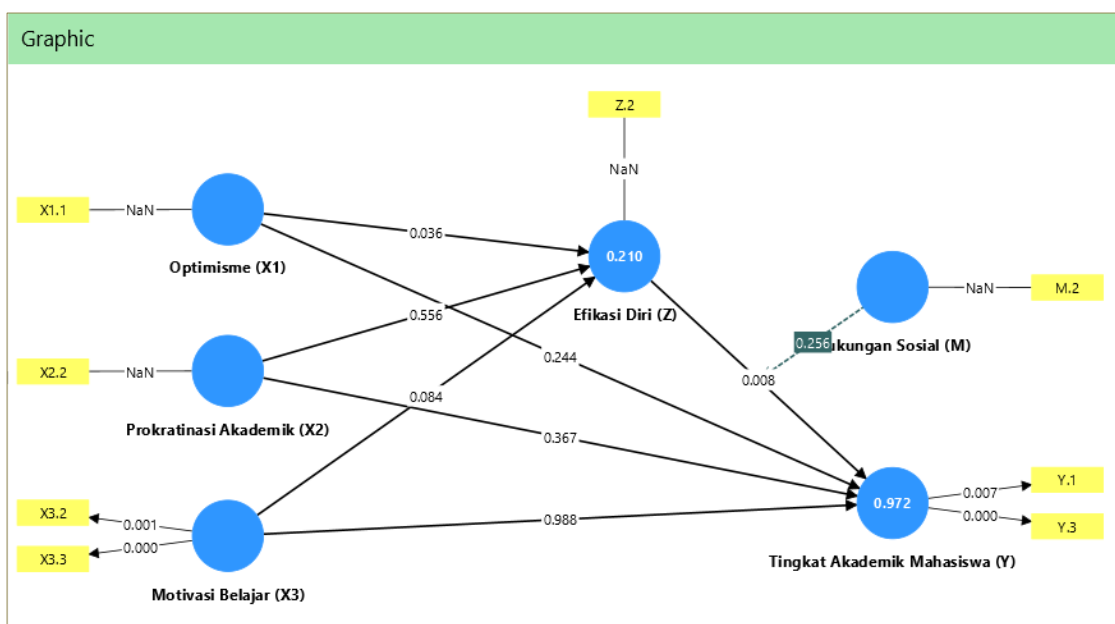 Graphic
Z.2
NaN
X1.1
NaN
0.036
Optimisme (X1)
0.210
Efikasi Diri (Z)
NaN
M.2
0.256
ukungan Sosial (M)
0.556
0.244
0.008
X2.2
NaN
0.084
Prokratinasi Akademik (X2)
0.367
X3.2
0.001
0.000
X3.3
0.988
Motivasi Belajar (X3)
0.972
0.007
Y.1
0.000
Y.3
Tingkat Akademik Mahasiswa (Y)